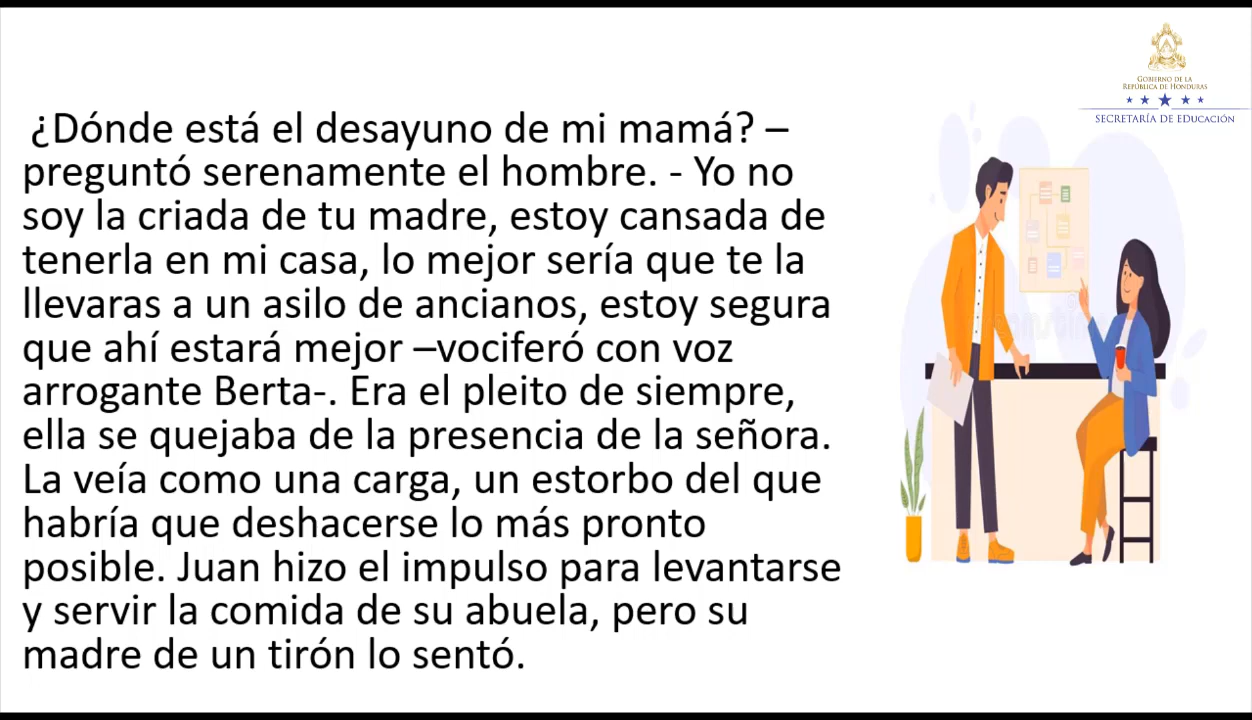 GOBIERNO DE LA
REPÚBLICA DE HONDURAS
SECRETARÍA DE EDUCACIÓN
¿Dónde está el desayuno de mi mamá? –
preguntó serenamente el hombre. - Yo no
soy la criada de tu madre, estoy cansada de
tenerla en mi casa, lo mejor sería que te la
llevaras a un asilo de ancianos, estoy segura
que ahí estará mejor –vociferó con voz
arrogante Berta-. Era el pleito de siempre,
ella se quejaba de la presencia de la señora.
La veía como una carga, un estorbo del que
habría que deshacerse lo más pronto
posible. Juan hizo el impulso para levantarse
y servir la comida de su abuela, pero su
madre de un tirón lo sentó.